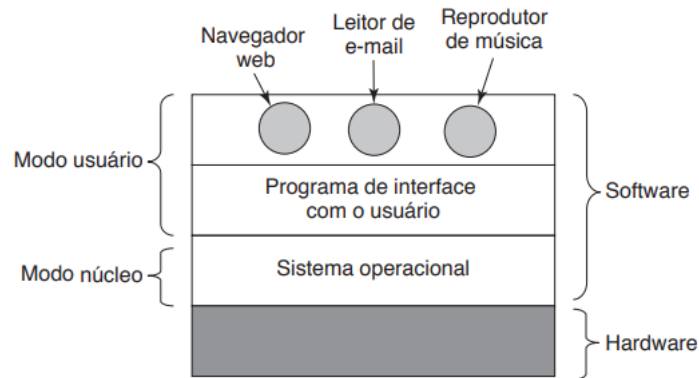 Navegador
web
Leitor de
e-mail
Reprodutor
de música
Modo usuário
Programa de interface
com o usuário
Software
Modo núcleo
Sistema operacional
Hardware